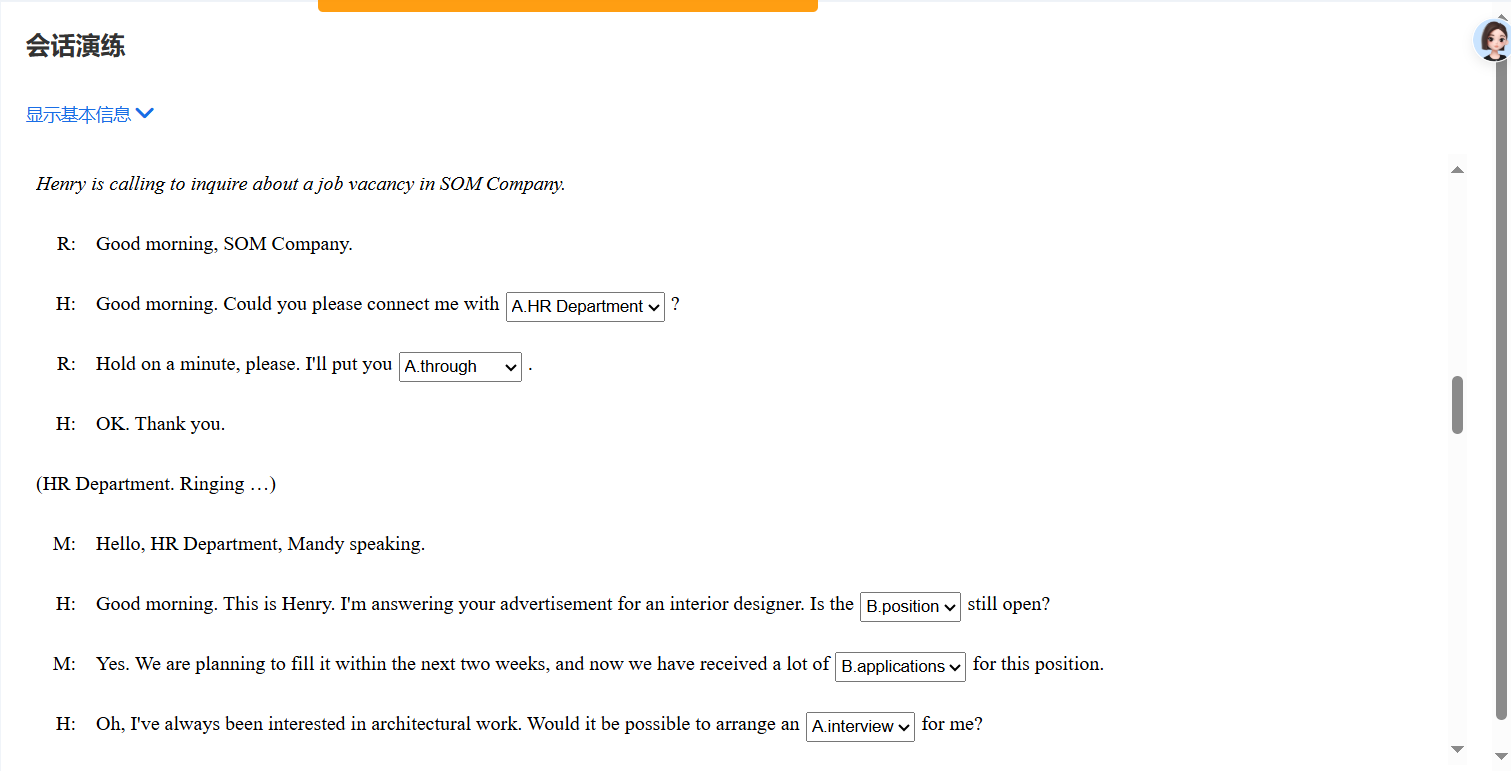 会话演练
显示基本信息
Henry is calling to inquire about a job vacancy in SOM Company.
R: Good morning, SOM Company.
H: Good morning. Could you please connect me with A.HR Department ?
R: Hold on a minute, please. I'll put you A.through .
H: OK. Thank you.
(HR Department. Ringing …)
M: Hello, HR Department, Mandy speaking.
H: Good morning. This is Henry. I'm answering your advertisement for an interior designer. Is the B.position still open?
M: Yes. We are planning to fill it within the next two weeks, and now we have received a lot of B.applications for this position.
H: Oh, I've always been interested in architectural work. Would it be possible to arrange an A.interview for me?